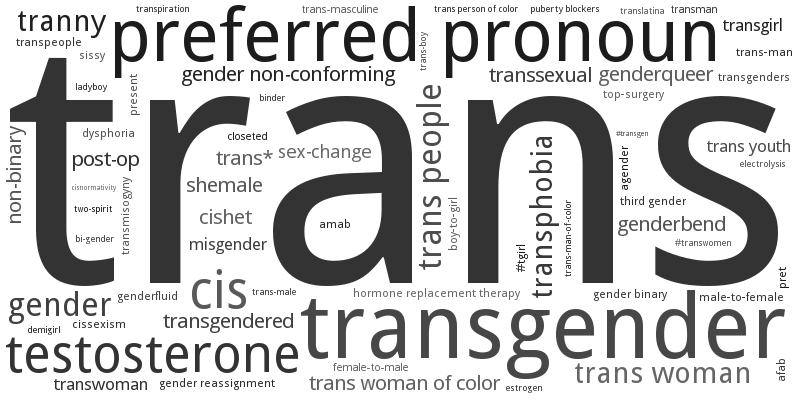 transpiration
trans-masculine
trans person of color
puberty blockers
translatina
transman
tranny
preferred pronoun
transgirl
transpeople
sissy
trans-boy
trans-man
gender non-conforming
transsexual
genderqueer
transgenders
ladyboy
present
binder
top-surgery
trans
dysphoria
closeted
#transgen
non-binary
post-op
trans*
sex-change
trans people
trans youth
electrolysis
agender
cisnormativity
shemale
transmisogyny
two-spirit
cishet
amab
boy-to-girl
transphobia
trans-man-of-color
third gender
genderbend
bi-gender
misgender
#tgirl
#transwomen
pret
gender
genderfluid
cis
trans-male
hormone replacement therapy
gender binary
male-to-female
demigirl
cissexism
transgendered
transgender
testosterone
female-to-male
trans woman
afab
transwoman
gender reassignment
trans woman of color
estrogen